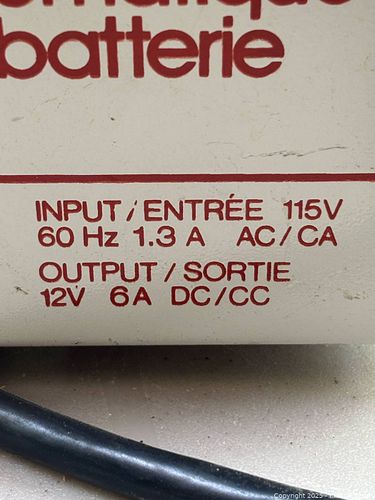 batterie
INPUT/ENTRÉE 115V
60 Hz 1.3 A AC/CA
OUTPUT/SORTIE
12V 6A DC/CC